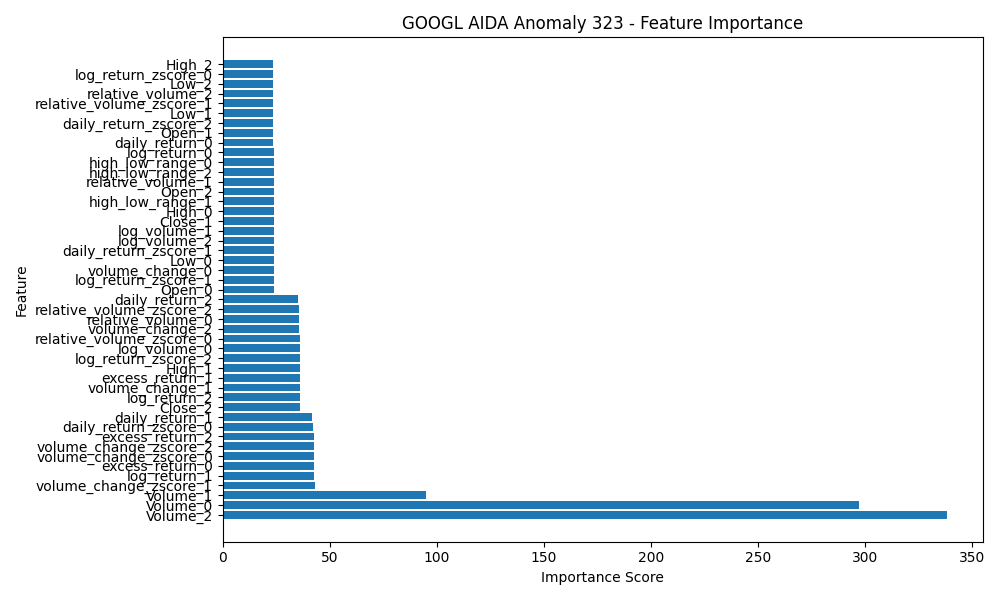 GOOGL AIDA Anomaly 323 - Feature Importance
High_2
log_return_zscore_0
Low_2
relative_volume_2
relative_volume_zscore_1
Low_1
daily_return_zscore_2
Open_1
daily_return_0
log_return_0
high_low_range_0
high_low_range_2
relative_volume_1
Open_2
high_low_range_1
High_0
Close_1
log_volume_1
log_volume_2
daily_return_zscore_1
Low_0
volume_change_0
log_return_zscore_1
Open_0
daily_return_2
relative_volume_zscore_2
relative_volume_0
volume_change_2
relative_volume_zscore_0
log_volume_0
log_return_zscore_2
High_1
excess_return_1
volume_change_1
log_return_2
Close_2
daily_return_1
daily_return_zscore_0
excess_return_2
volume_change_zscore_2
volume_change_zscore_0
excess_return_0
log_return_1
volume_change_zscore_1
Volume_1
Volume_0
Volume_2
Feature
0 50 100 150 200 250 300 350
Importance Score